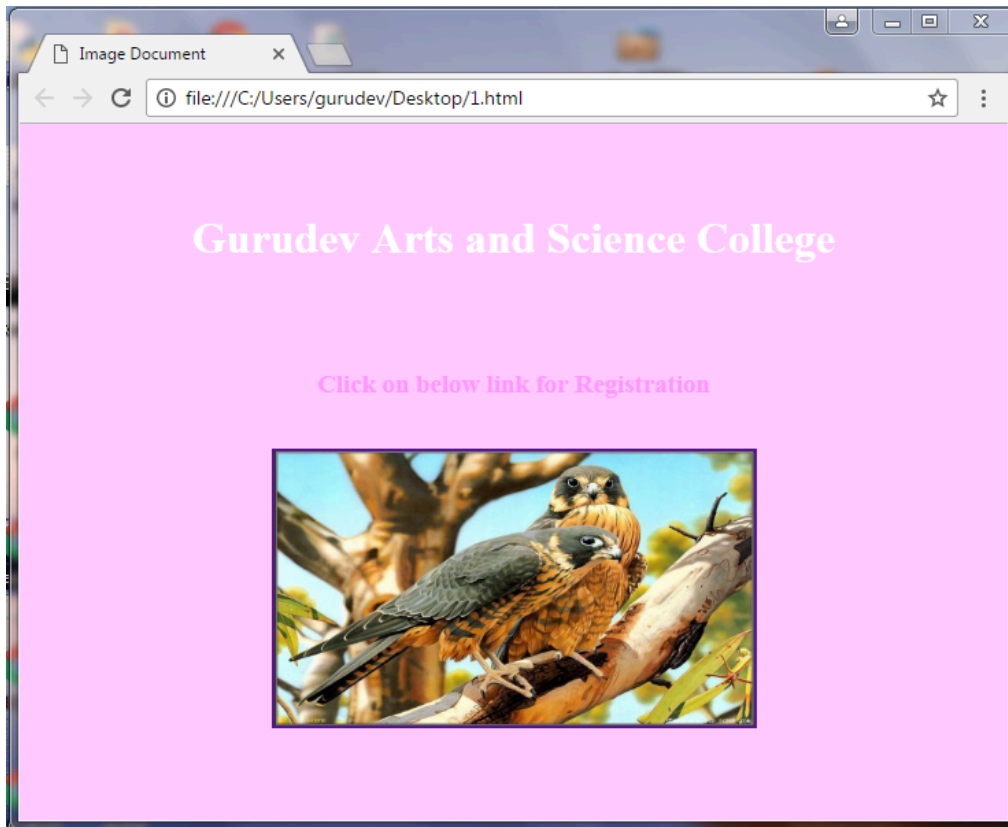 Image Document
file:///C:/Users/gurudev/Desktop/1.html
Gurudev Arts and Science College
Click on below link for Registration